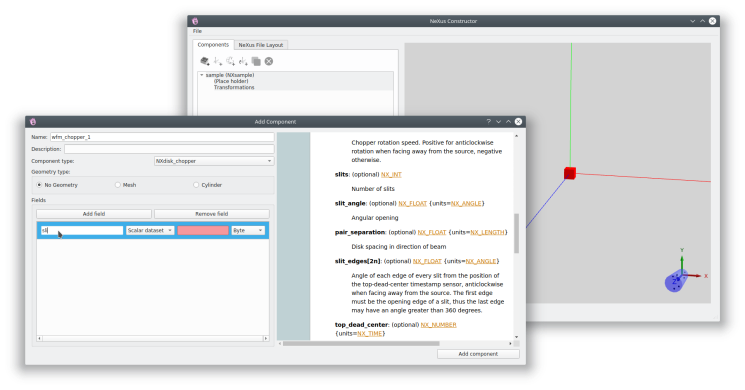 NeXus Constructor
File
Components
NeXus File Layout
sample (NXsample)
(Place holder)
Transformations
Add Component
Name: wfm_chopper_1
Description:
Component type: NXdisk_chopper
Geometry type:
No Geometry Mesh Cylinder
Fields
Add field Remove field
sli Scalar dataset Byte
Chopper rotation speed. Positive for anticlockwise
rotation when facing away from the source, negative
otherwise.
slits: (optional) NX_INT
Number of slits
slit_angle: (optional) NX_FLOAT {units=NX_ANGLE}
Angular opening
pair_separation: (optional) NX_FLOAT {units=NX_LENGTH}
Disk spacing in direction of beam
slit_edges[2n]: (optional) NX_FLOAT {units=NX_ANGLE}
Angle of each edge of every slit from the position of
the top-dead-center timestamp sensor, anticlockwise
when facing away from the source. The first edge
must be the opening edge of a slit, thus the last edge
may have an angle greater than 360 degrees.
top_dead_center: (optional) NX_NUMBER
{units=NX_TIME}
Add component
Y
X
Z